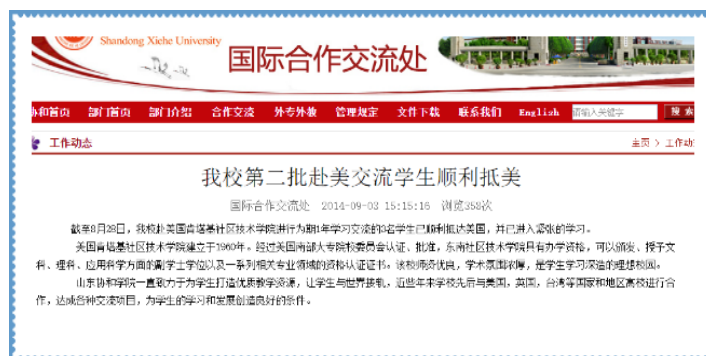 Shandong Xiehe University
国际合作交流处
协和首页 部门首页 部门介绍 合作交流 外专外教 管理规定 文件下载 联系我们 English 请输入关键字 搜索
工作动态 主页 > 工作动
我校第二批赴美交流学生顺利抵美
国际合作交流处 2014-09-03 15:15:16 浏览358次
截至8月28日，我校赴美国肯塔基社区技术学院进行为期1年学习交流的3名学生已顺利抵达美国，并已进入紧张的学习。
美国肯塔基社区技术学院建立于1960年。经过美国南部大专院校委员会认证、批准，东南社区技术学院具有办学资格，可以颁发、授予文
科、理科、应用科学方面的副学士学位以及一系列相关专业领域的资格认证证书。该校师资优良，学术氛围浓厚，是学生学习深造的理想校园。
山东协和学院一直致力于为学生打造优质教学资源，让学生与世界接轨，近些年来学校先后与美国，英国，台湾等国家和地区高校进行合
作，达成各种交流项目，为学生的学习和发展创造良好的条件。